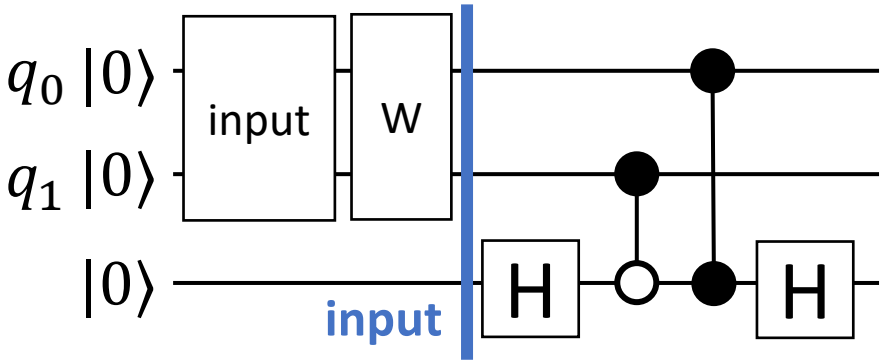 q₀ |0⟩
input
W
q₁ |0⟩
|0⟩
H
H
input